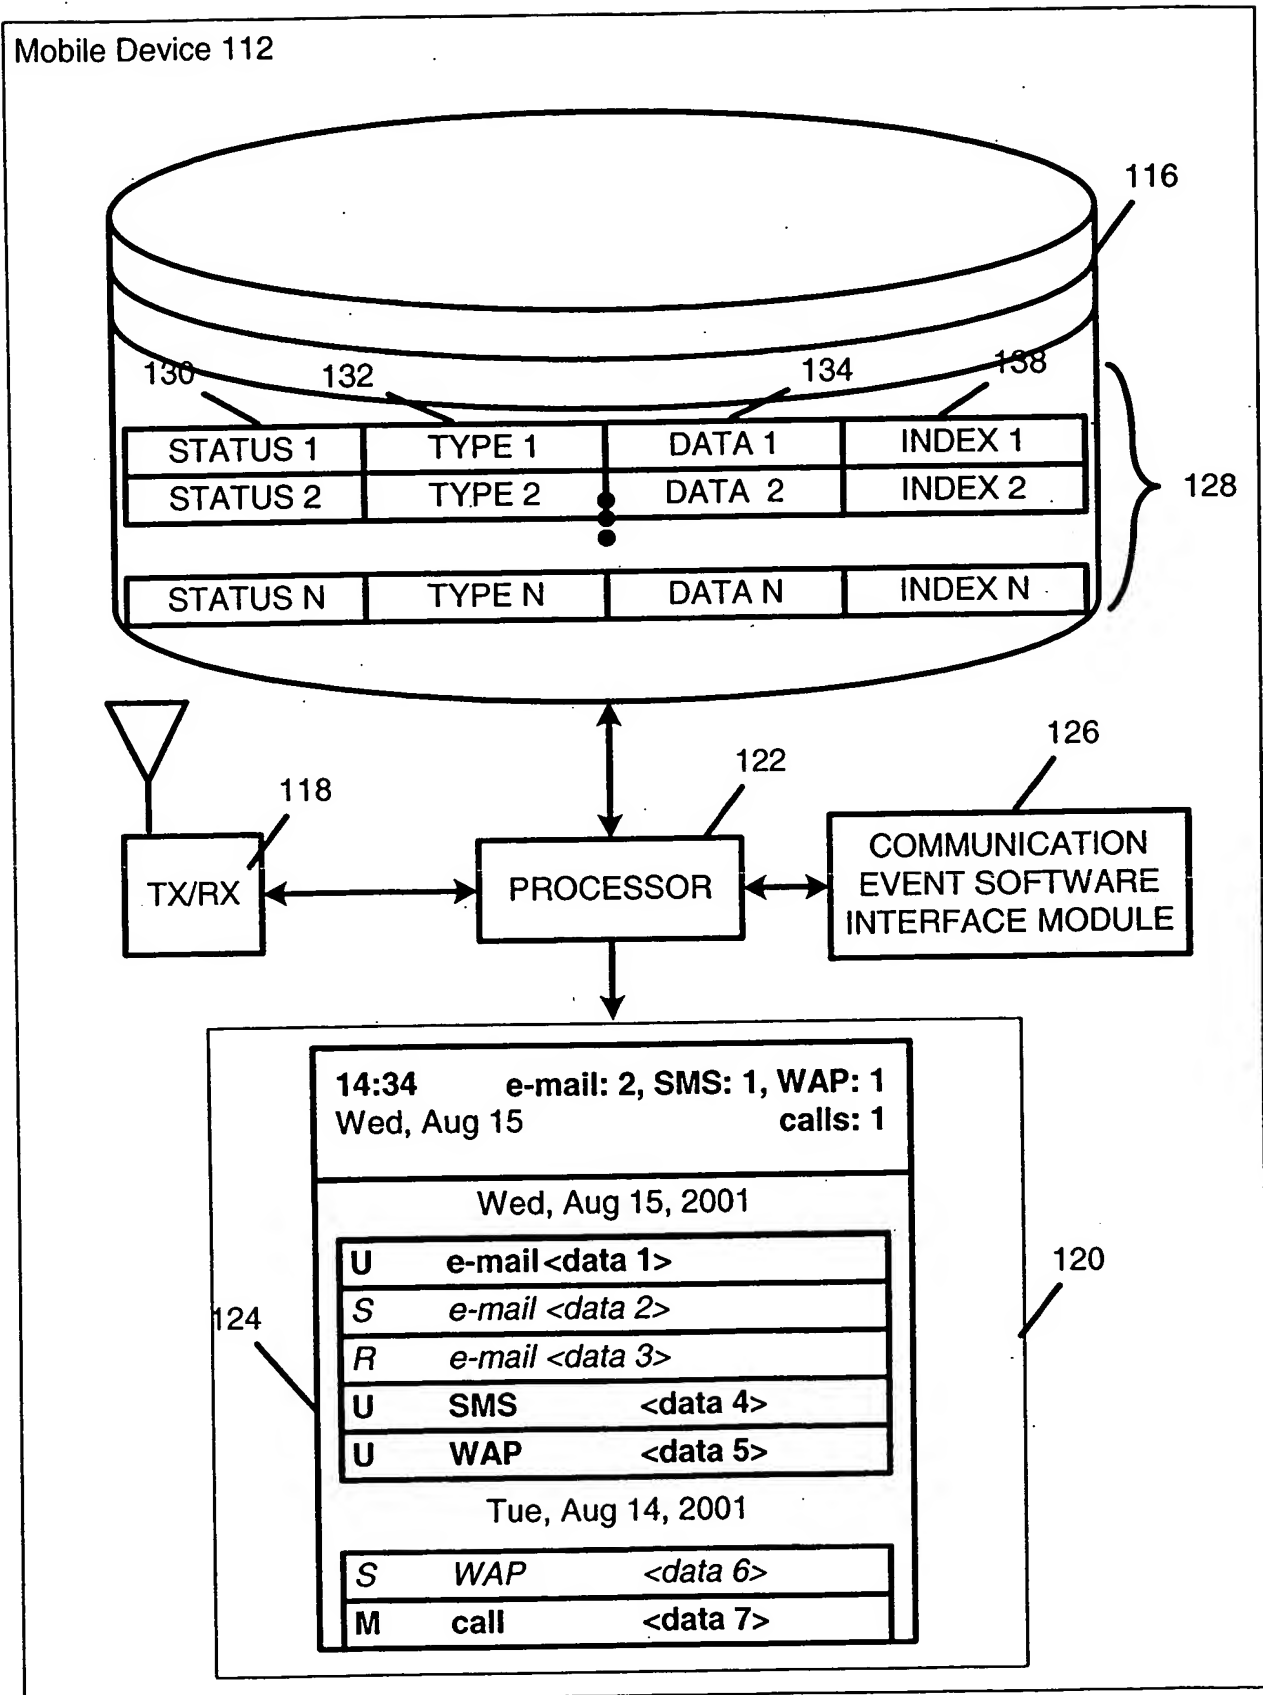 Mobile Device 112
116
130 132 134 138
STATUS 1 TYPE 1 DATA 1 INDEX 1
STATUS 2 TYPE 2 DATA 2 INDEX 2
128
STATUS N TYPE N DATA N INDEX N
118
122
126
TX/RX
PROCESSOR
COMMUNICATION
EVENT SOFTWARE
INTERFACE MODULE
14:34 e-mail: 2, SMS: 1, WAP: 1
Wed, Aug 15 calls: 1
Wed, Aug 15, 2001
U e-mail <data 1>
S e-mail <data 2>
R e-mail <data 3>
U SMS <data 4>
U WAP <data 5>
Tue, Aug 14, 2001
S WAP <data 6>
M call <data 7>
124
120